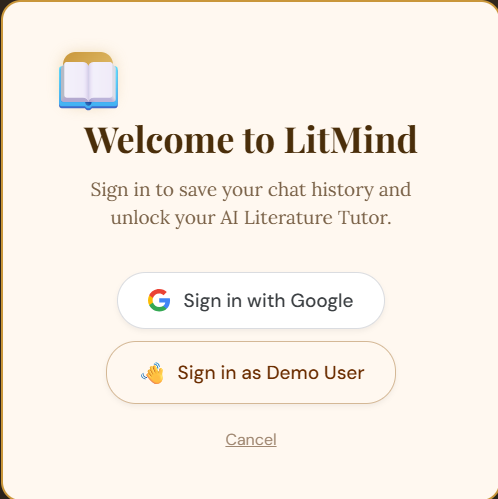 Welcome to LitMind
Sign in to save your chat history and
unlock your AI Literature Tutor.
Sign in with Google
Sign in as Demo User
Cancel